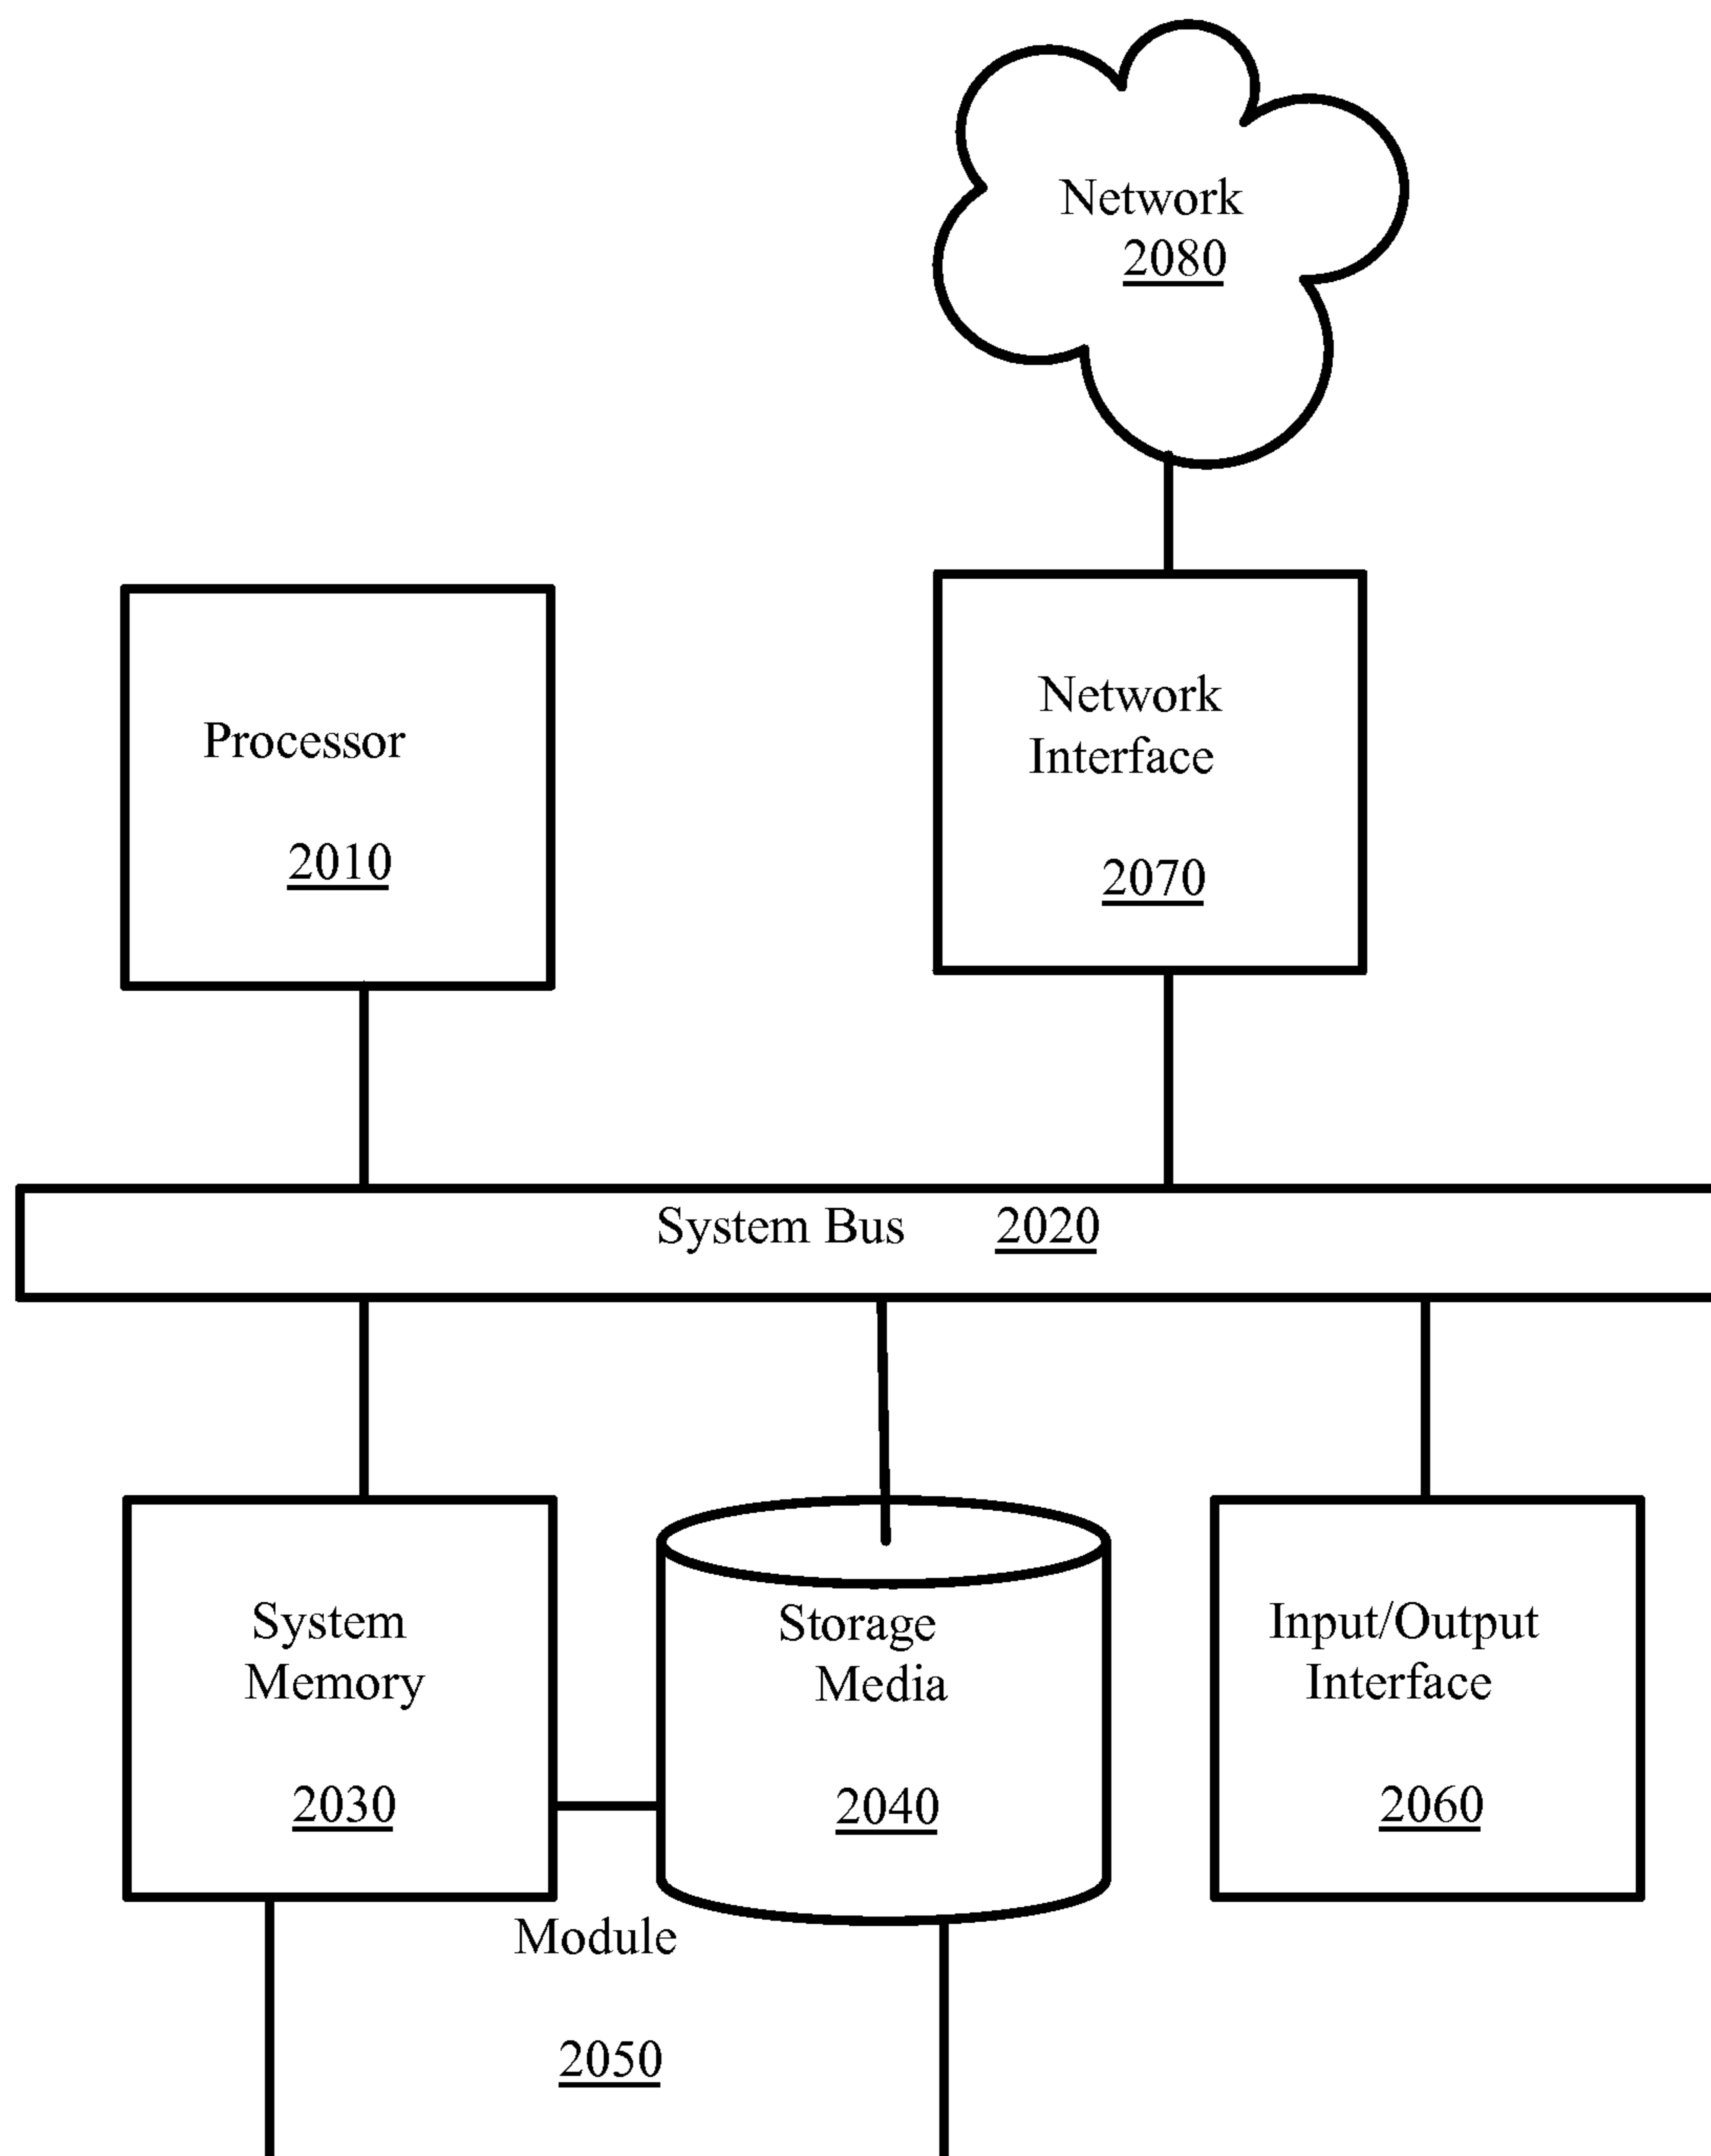 Network
2080
Processor
2010
Network
Interface
2070
System Bus 2020
System
Memory
2030
Storage
Media
2040
Input/Output
Interface
2060
Module
2050